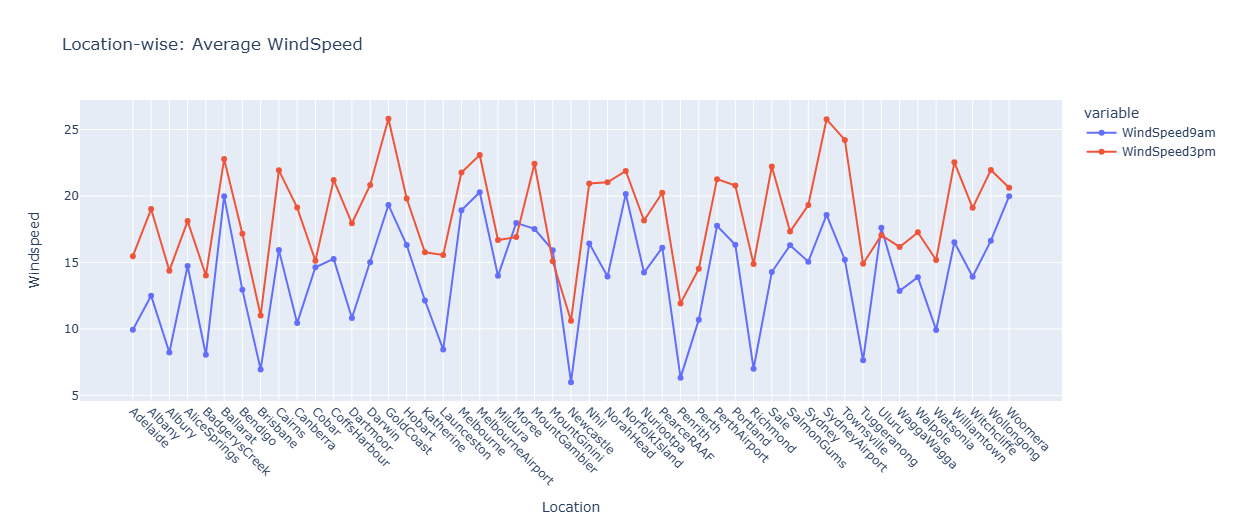 Location-wise: Average WindSpeed
variable
WindSpeed9am
WindSpeed3pm
Windspeed
25
20
15
10
5
Adelaide
Albany
Albury
AliceSprings
BadgerysCreek
Ballarat
Bendigo
Brisbane
Cairns
Canberra
Cobar
CoffsHarbour
Dartmoor
Darwin
GoldCoast
Hobart
Katherine
Launceston
Melbourne
MelbourneAirport
Mildura
Moree
MountGambier
MountGinini
Newcastle
Nhil
NorahHead
NorfolkIsland
Nuriootpa
PearceRAAF
Penrith
Perth
PerthAirport
Portland
Richmond
Sale
SalmonGums
Sydney
SydneyAirport
Townsville
Tuggeranong
Uluru
WaggaWagga
Walpole
Watsonia
Williamtown
Witchcliffe
Wollongong
Woomera
Location